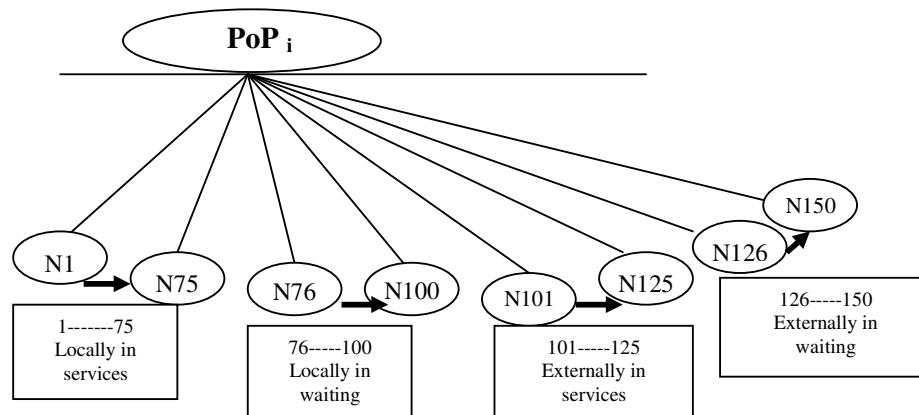 PoP i
N1
N75
N76
N100
N101
N125
N126
N150
1-------75
Locally in
services
76-----100
Locally in
waiting
101-----125
Externally in
services
126-----150
Externally in
waiting